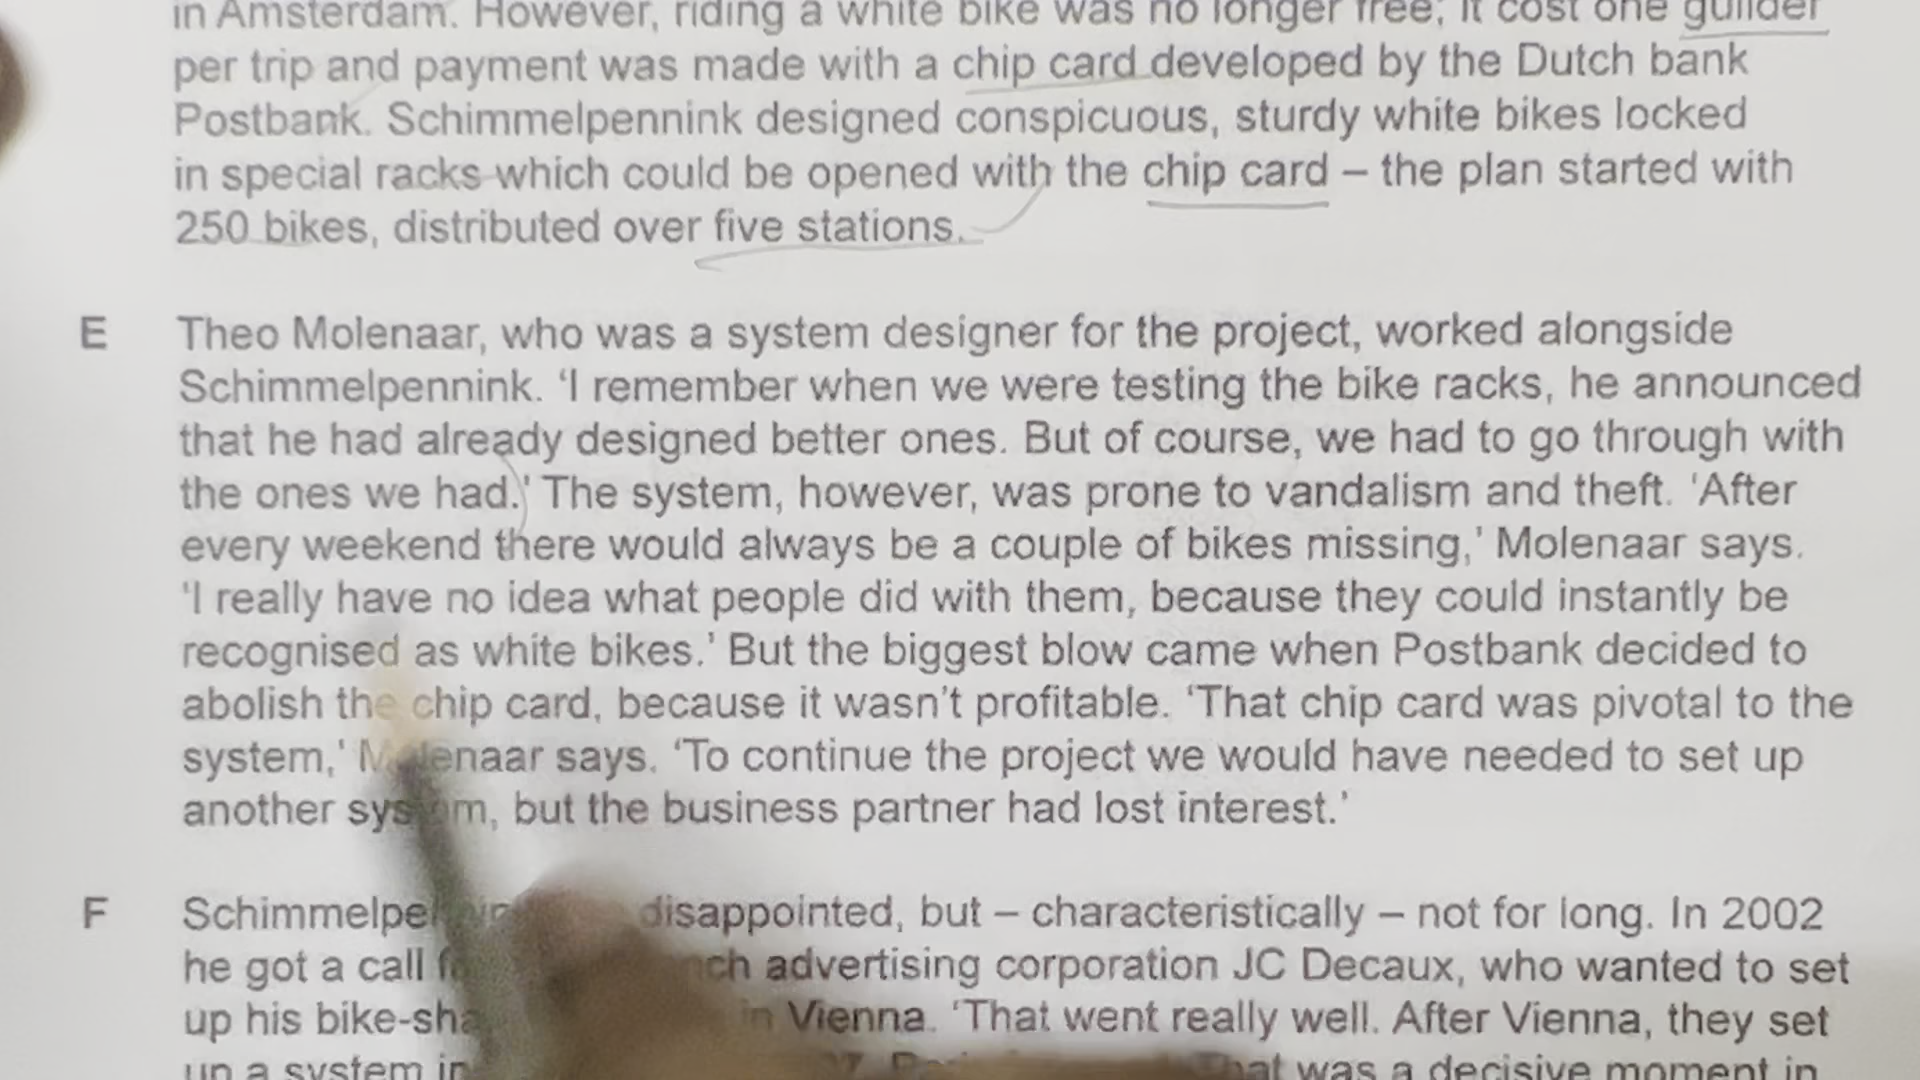 in Amsterdam. However, riding a white bike was no longer free; it cost one guilder
per trip and payment was made with a chip card developed by the Dutch bank
Postbank. Schimmelpennink designed conspicuous, sturdy white bikes locked
in special racks which could be opened with the chip card – the plan started with
250 bikes, distributed over five stations.
E Theo Molenaar, who was a system designer for the project, worked alongside
Schimmelpennink. ‘I remember when we were testing the bike racks, he announced
that he had already designed better ones. But of course, we had to go through with
the ones we had.’ The system, however, was prone to vandalism and theft. ‘After
every weekend there would always be a couple of bikes missing,’ Molenaar says.
‘I really have no idea what people did with them, because they could instantly be
recognised as white bikes.’ But the biggest blow came when Postbank decided to
abolish the chip card, because it wasn’t profitable. ‘That chip card was pivotal to the
system,’ Molenaar says. ‘To continue the project we would have needed to set up
another system, but the business partner had lost interest.’
F disappointed, but – characteristically – not for long. In 2002
he got a call advertising corporation JC Decaux, who wanted to set
up his in Vienna. ‘That went really well. After Vienna, they set
up a system in was a decisive moment in